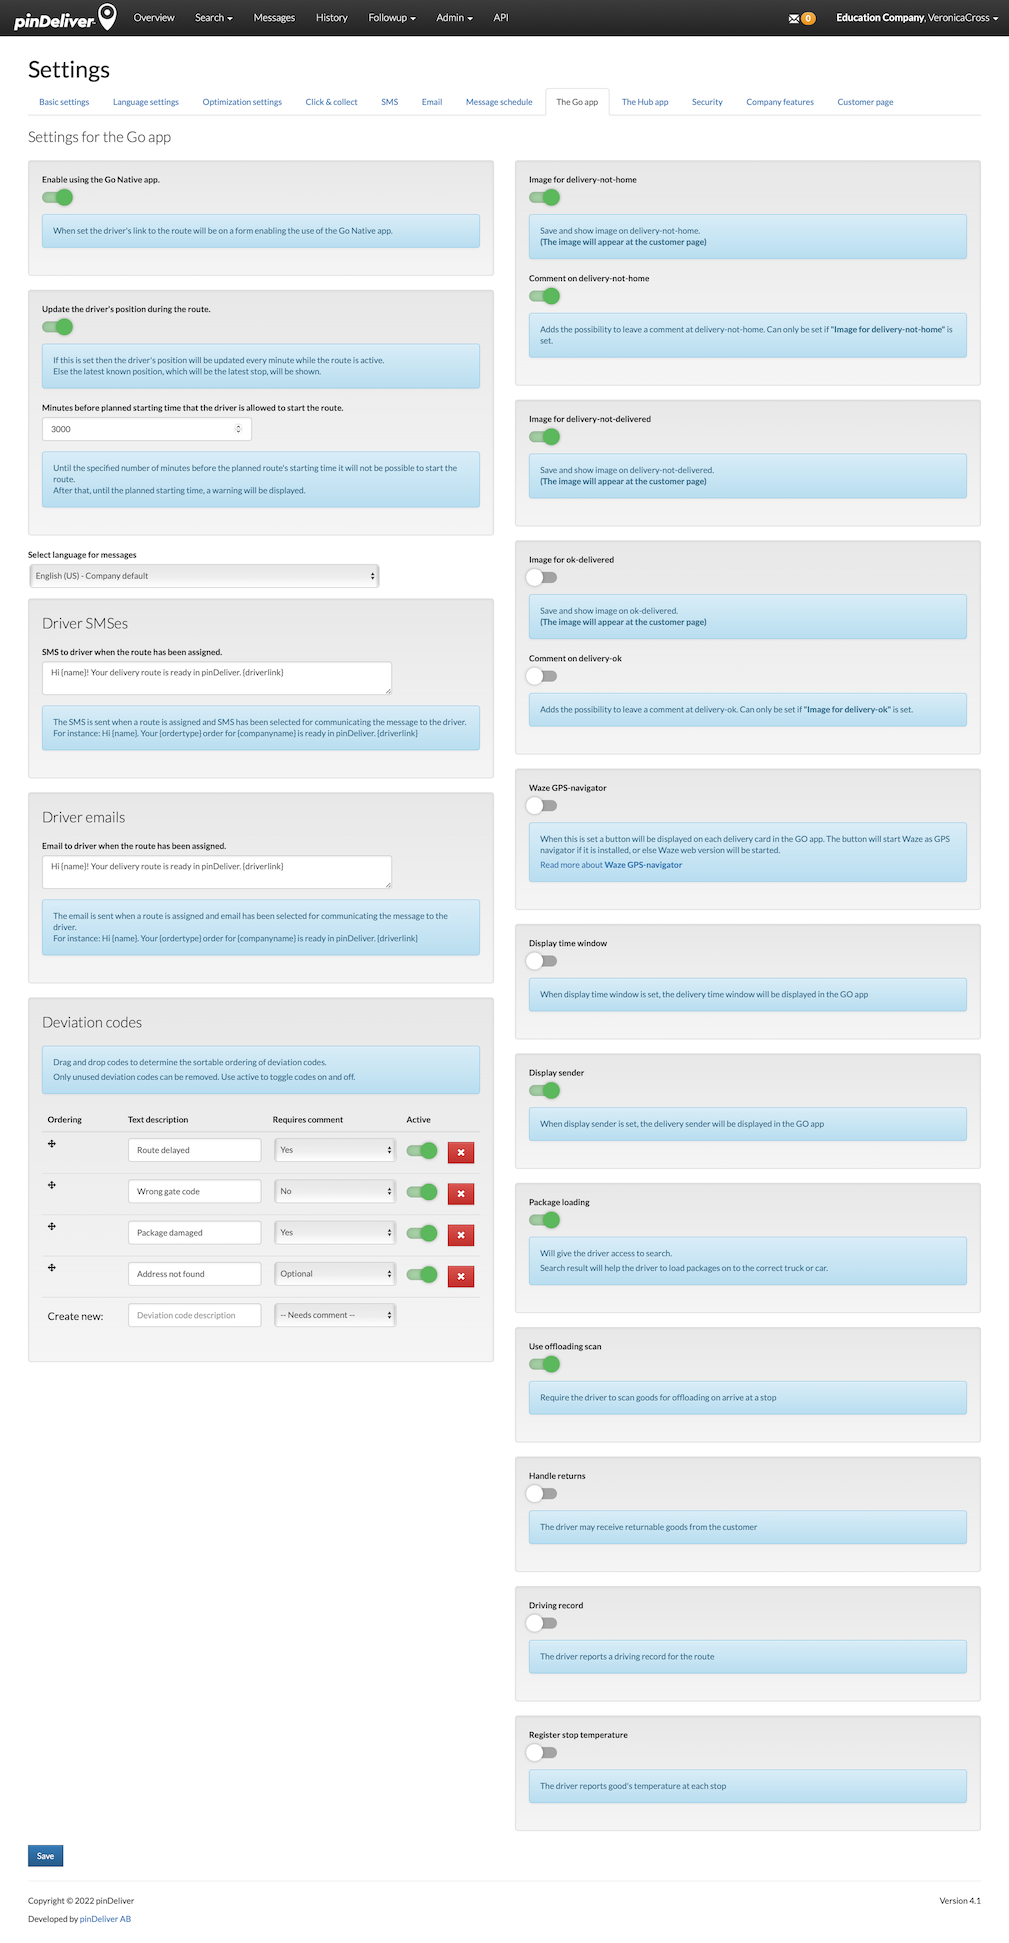 pinDeliver Overview Search Messages History Followup Admin API 0 Education Company, VeronicaCross
Settings
Basic settings Language settings Optimization settings Click & collect SMS Email Message schedule The Go app The Hub app Security Company features Customer page
Settings for the Go app
Enable using the Go Native app.
When set the driver's link to the route will be on a form enabling the use of the Go Native app.
Update the driver's position during the route.
If this is set then the driver's position will be updated every minute while the route is active.
Else the latest known position, which will be the latest stop, will be shown.
Minutes before planned starting time that the driver is allowed to start the route.
3000
Until the specified number of minutes before the planned route's starting time it will not be possible to start the
route.
After that, until the planned starting time, a warning will be displayed.
Select language for messages
English (US) - Company default
Driver SMSes
SMS to driver when the route has been assigned.
Hi {name}! Your delivery route is ready in pinDeliver. {driverlink}
The SMS is sent when a route is assigned and SMS has been selected for communicating the message to the driver.
For instance: Hi {name}. Your {ordertype} order for {companyname} is ready in pinDeliver. {driverlink}
Driver emails
Email to driver when the route has been assigned.
Hi {name}! Your delivery route is ready in pinDeliver. {driverlink}
The email is sent when a route is assigned and email has been selected for communicating the message to the
driver.
For instance: Hi {name}. Your {ordertype} order for {companyname} is ready in pinDeliver. {driverlink}
Deviation codes
Drag and drop codes to determine the sortable ordering of deviation codes.
Only unused deviation codes can be removed. Use active to toggle codes on and off.
Ordering Text description Requires comment Active
Route delayed Yes
Wrong gate code No
Package damaged Yes
Address not found Optional
Create new: Deviation code description -- Needs comment --
Image for delivery-not-home
Save and show image on delivery-not-home.
(The image will appear at the customer page)
Comment on delivery-not-home
Adds the possibility to leave a comment at delivery-not-home. Can only be set if "Image for delivery-not-home" is
set.
Image for delivery-not-delivered
Save and show image on delivery-not-delivered.
(The image will appear at the customer page)
Image for ok-delivered
Save and show image on ok-delivered.
(The image will appear at the customer page)
Comment on delivery-ok
Adds the possibility to leave a comment at delivery-ok. Can only be set if "Image for delivery-ok" is set.
Waze GPS-navigator
When this is set a button will be displayed on each delivery card in the GO app. The button will start Waze as GPS
navigator if it is installed, or else Waze web version will be started.
Read more about Waze GPS-navigator
Display time window
When display time window is set, the delivery time window will be displayed in the GO app
Display sender
When display sender is set, the delivery sender will be displayed in the GO app
Package loading
Will give the driver access to search.
Search result will help the driver to load packages on to the correct truck or car.
Use offloading scan
Require the driver to scan goods for offloading on arrive at a stop
Handle returns
The driver may receive returnable goods from the customer
Driving record
The driver reports a driving record for the route
Register stop temperature
The driver reports good's temperature at each stop
Save
Copyright © 2022 pinDeliver Version 4.1
Developed by pinDeliver AB